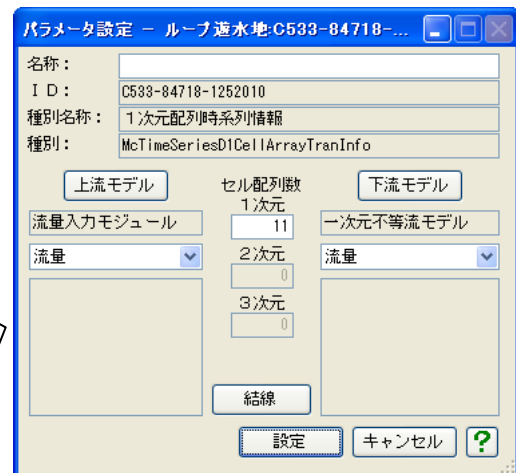 パラメータ設定 － ループ遊水地:C533-84718-...
名称：
ＩＤ： C533-84718-1252010
種別名称： １次元配列時系列情報
種別： McTimeSeriesD1CellArrayTranInfo
上流モデル セル配列数 下流モデル
１次元
流量入力モジュール 11 一次元不等流モデル
流量 ２次元 流量
0
３次元
0
結線
設定 キャンセル ?